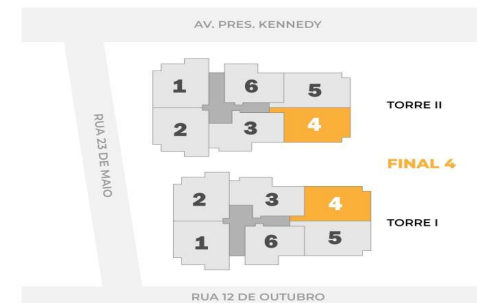 AV. PRES. KENNEDY
1 6 5
TORRE II
2 3 4
RUA 23 DE MAIO
FINAL 4
2 3 4
TORRE I
1 6 5
RUA 12 DE OUTUBRO